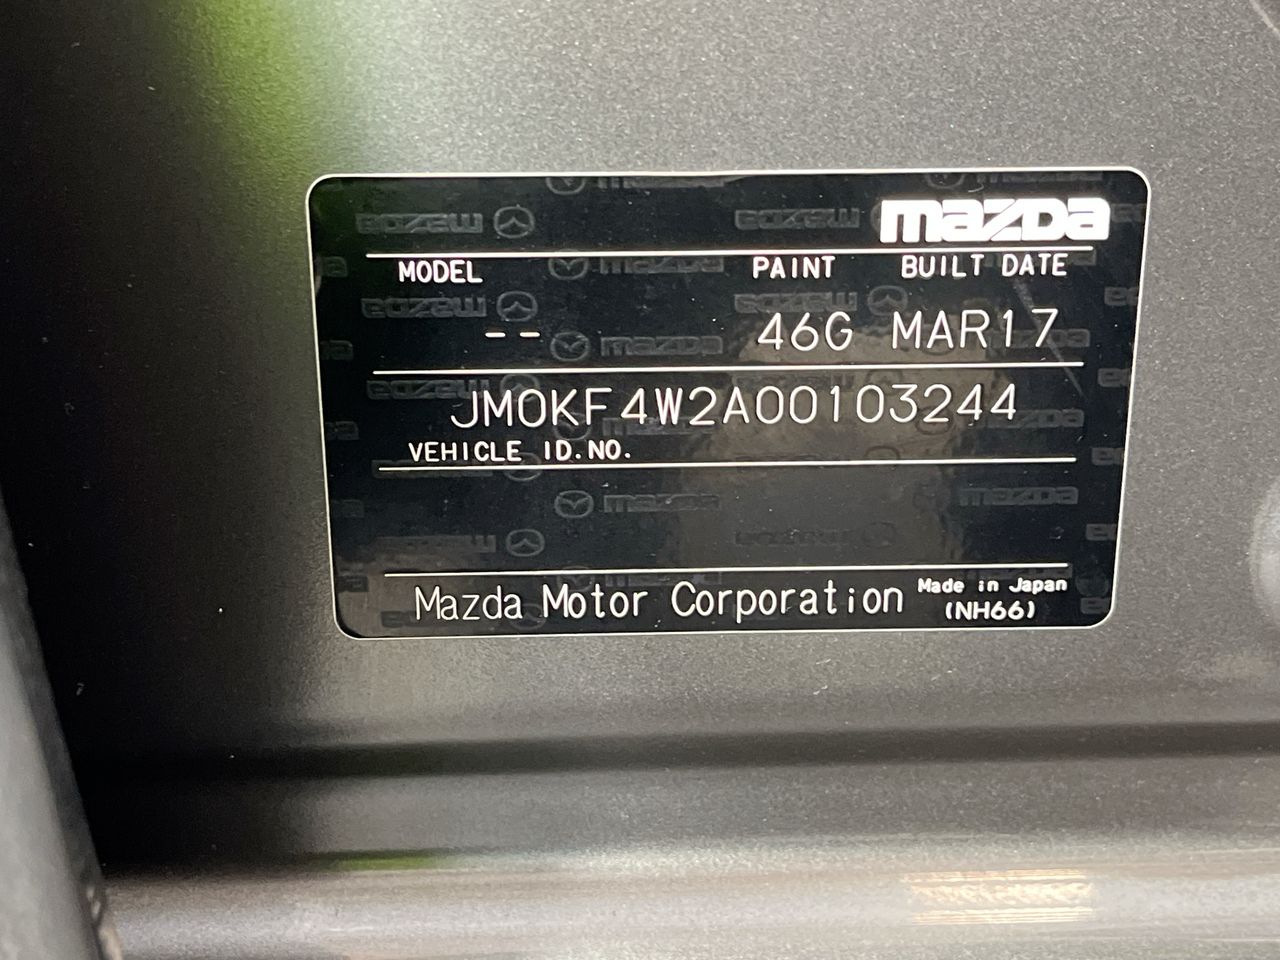 mazda
MODEL PAINT BUILT DATE
-- 46G MAR17
JM0KF4W2A00103244
VEHICLE ID.NO.
Mazda Motor Corporation Made in Japan
(NH66)